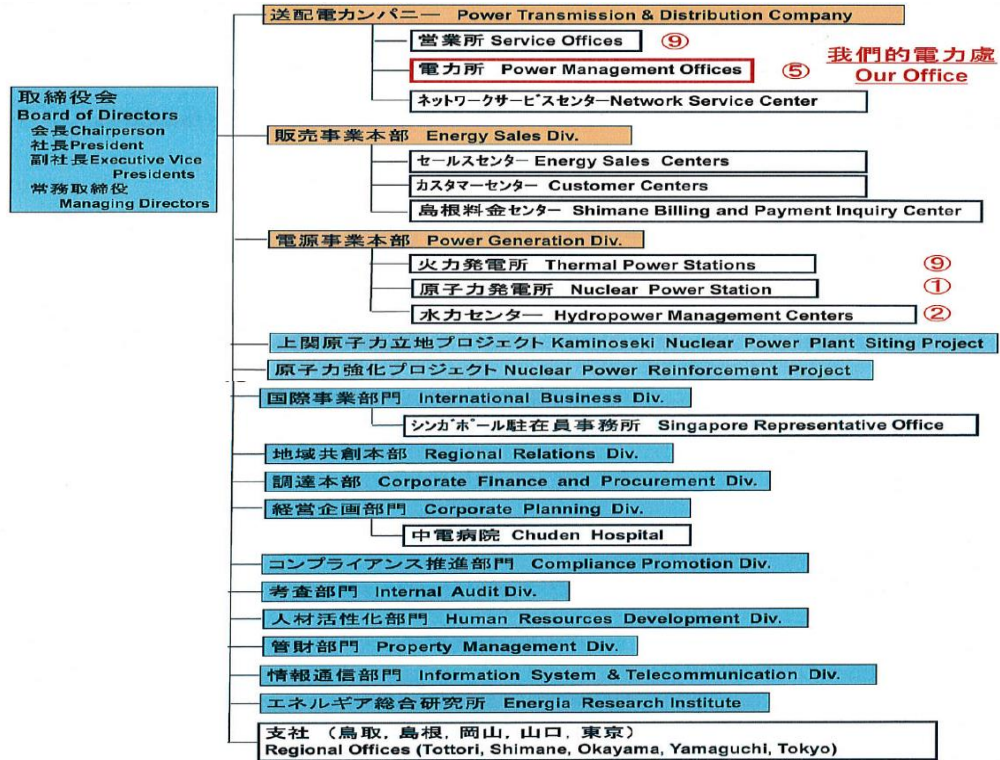 送配電カンパニー Power Transmission & Distribution Company
営業所 Service Offices ⑨
電力所 Power Management Offices ⑤
我們的電力處
Our Office
ネットワークサービスセンターNetwork Service Center
取締役会
Board of Directors
会長Chairperson
社長President
副社長Executive Vice
Presidents
常務取締役
Managing Directors
販売事業本部 Energy Sales Div.
セールスセンター Energy Sales Centers
カスタマーセンター Customer Centers
島根料金センター Shimane Billing and Payment Inquiry Center
電源事業本部 Power Generation Div.
火力発電所 Thermal Power Stations ⑨
原子力発電所 Nuclear Power Station ①
水力センター Hydropower Management Centers ②
上関原子力立地プロジェクト Kaminoseki Nuclear Power Plant Siting Project
原子力強化プロジェクト Nuclear Power Reinforcement Project
国際事業部門 International Business Div.
シンガポール駐在員事務所 Singapore Representative Office
地域共創本部 Regional Relations Div.
調達本部 Corporate Finance and Procurement Div.
経営企画部門 Corporate Planning Div.
中電病院 Chuden Hospital
コンプライアンス推進部門 Compliance Promotion Div.
考査部門 Internal Audit Div.
人材活性化部門 Human Resources Development Div.
管財部門 Property Management Div.
情報通信部門 Information System & Telecommunication Div.
エネルギア総合研究所 Energia Research Institute
支社 (鳥取, 島根, 岡山, 山口, 東京)
Regional Offices (Tottori, Shimane, Okayama, Yamaguchi, Tokyo)